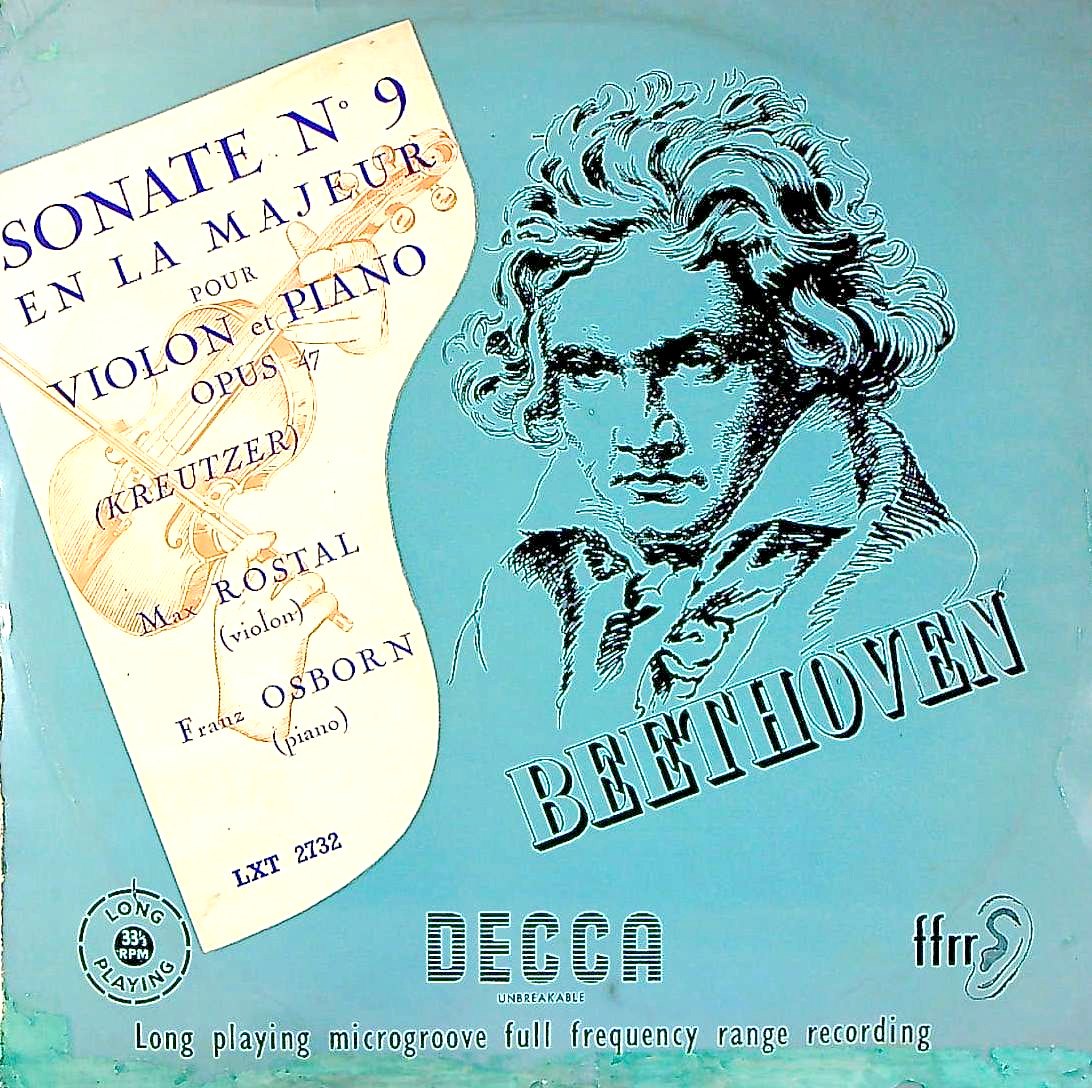 SONATE N° 9
EN LA MAJEUR
POUR
VIOLON et PIANO
OPUS 47
(KREUTZER)
Max ROSTAL
(violon)
Franz OSBORN
(piano)
LXT 2732
BEETHOVEN
LONG
33⅓
RPM
PLAYING
DECCA
UNBREAKABLE
ffrr
Long playing microgroove full frequency range recording